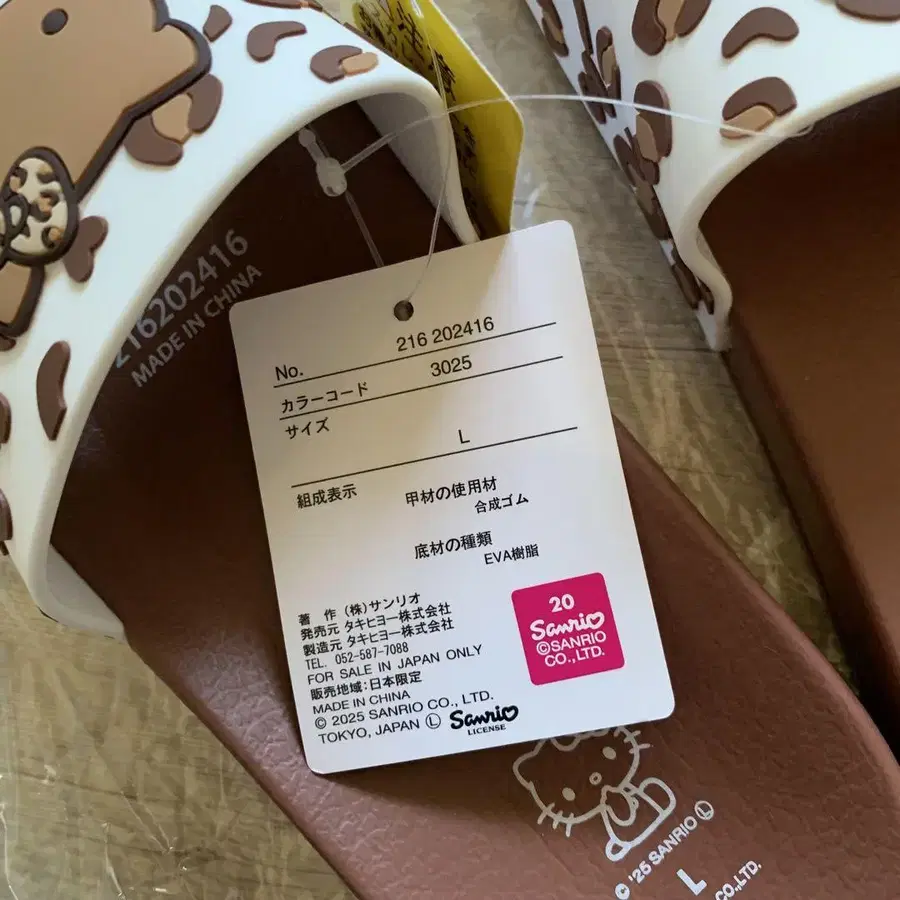 216202416
MADE IN CHINA
No. 216 202416
カラーコード 3025
サイズ
L
組成表示 甲材の使用材
合成ゴム
底材の種類
EVA樹脂
著 作 (株)サンリオ
発売元 タキヒヨー株式会社
製造元 タキヒヨー株式会社
TEL. 052-587-7088
FOR SALE IN JAPAN ONLY
販売地域:日本限定
MADE IN CHINA
© 2025 SANRIO CO., LTD.
TOKYO, JAPAN Ⓛ Sanrio
LICENSE
20
Sanrio
©SANRIO
CO.,LTD.
© '25 SANRIO Ⓛ
CO.,LTD.
L